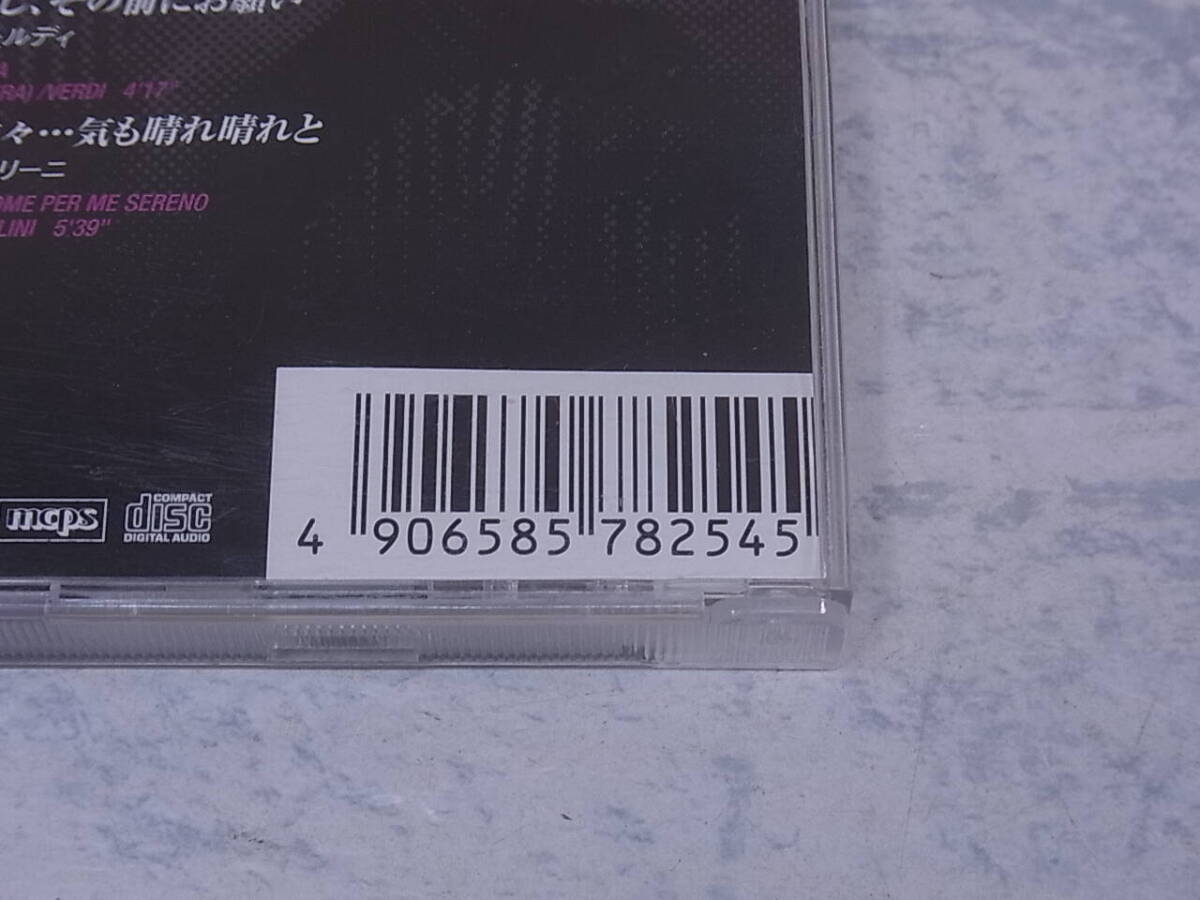 し、その前にお願い
ェルディ
A
RA) /VERDI 4'17"
々…気も晴れ晴れと
リーニ
OME PER ME SERENO
LINI 5'39"
mcps
COMPACT
disc
DIGITAL AUDIO
4 906585 782545